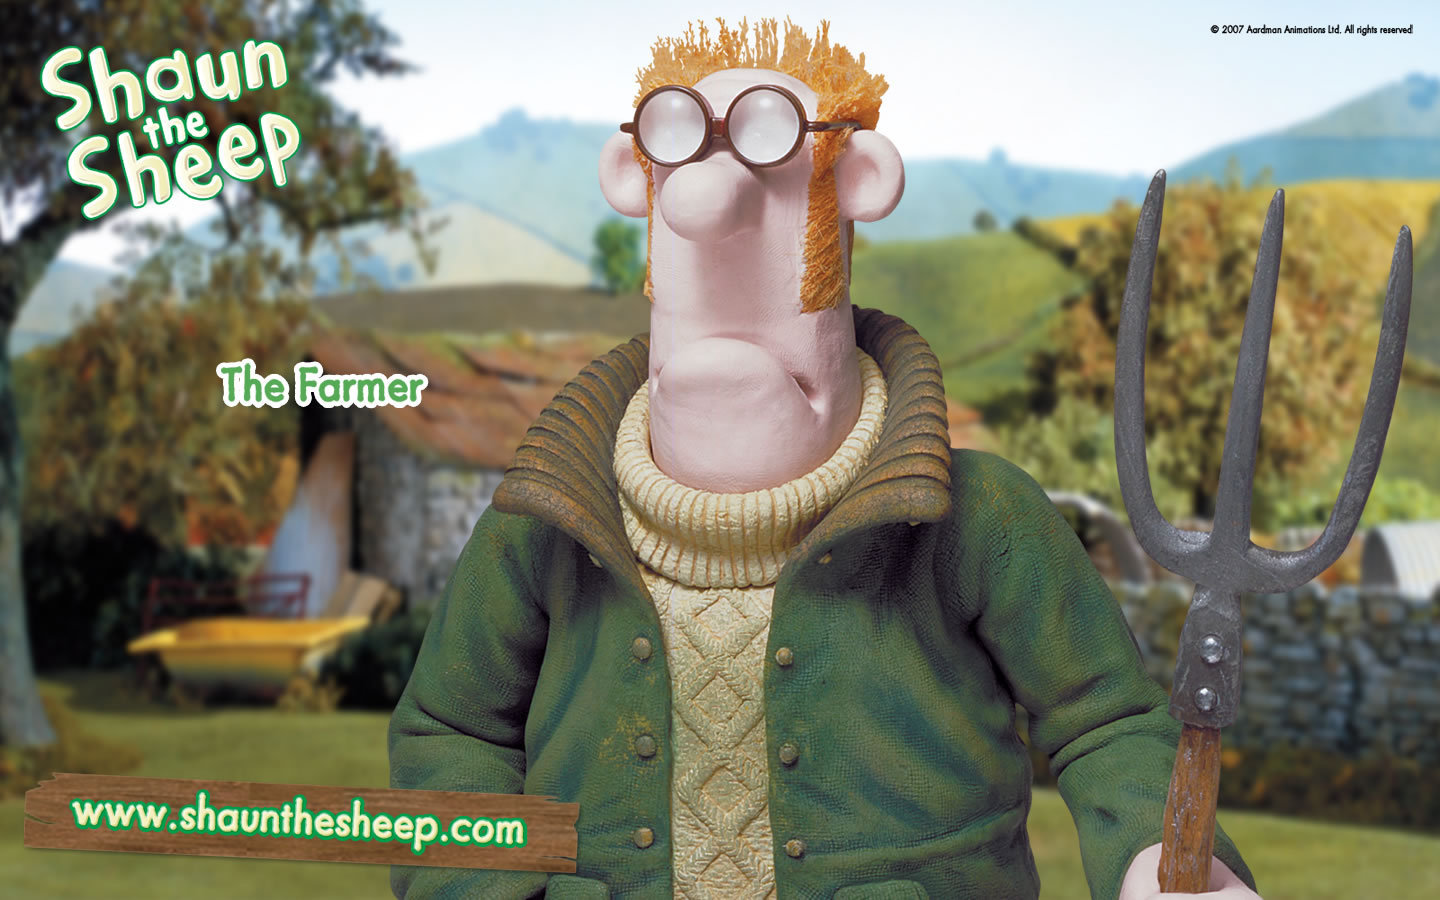 © 2007 Aardman Animations Ltd. All rights reserved
Shaun
the
Sheep
The Farmer
www.shaunthesheep.com